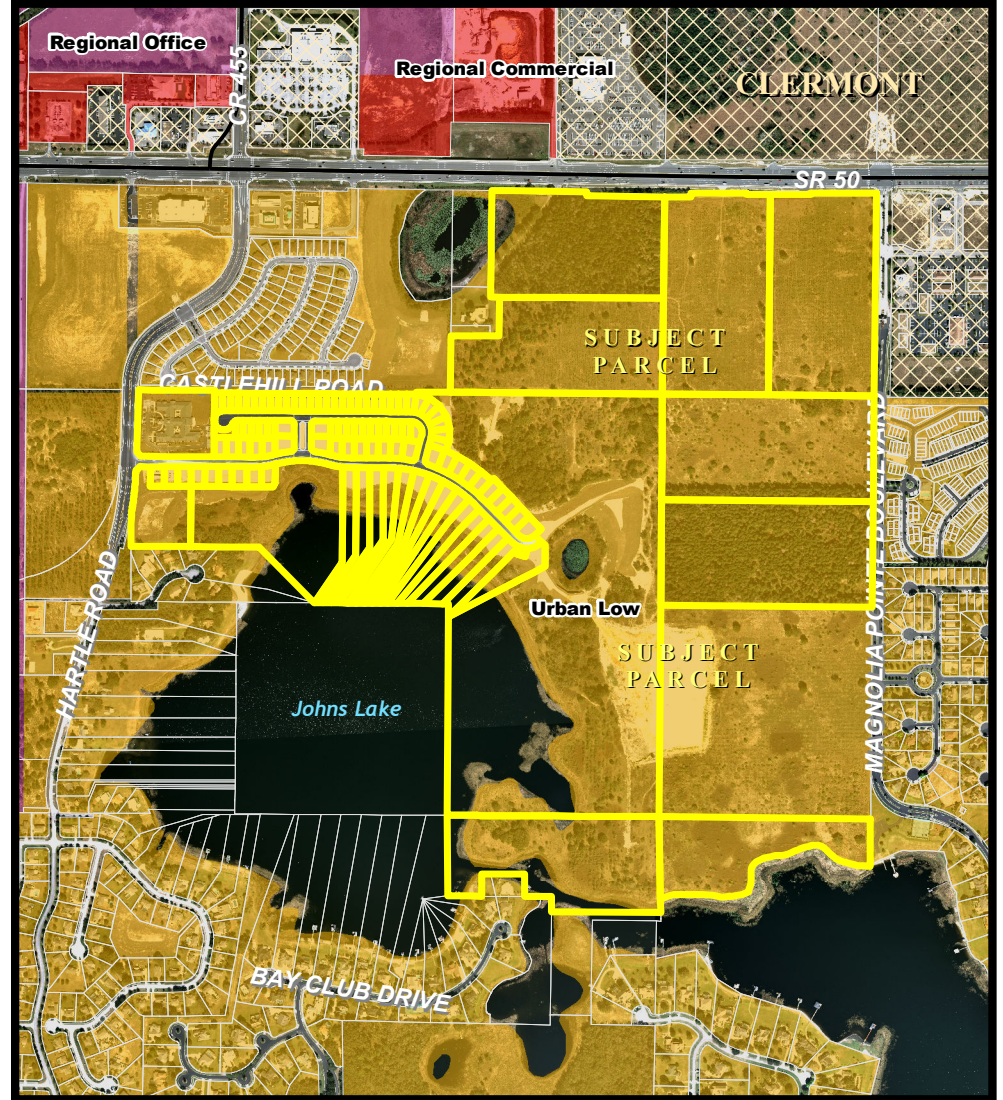 Regional Office
CR 455
Regional Commercial
CLERMONT
SR 50
SUBJECT
PARCEL
CASTLEHILL ROAD
MAGNOLIA POINTE BOULEVARD
HARTLE ROAD
Urban Low
SUBJECT
PARCEL
Johns Lake
BAY CLUB DRIVE